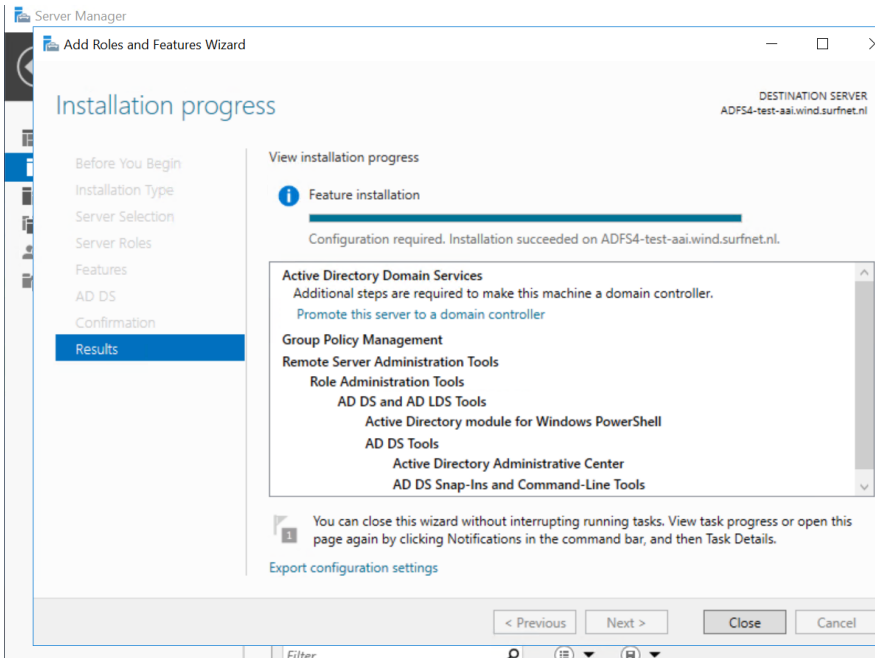 Server Manager
Add Roles and Features Wizard
Installation progress
DESTINATION SERVER
ADFS4-test-aai.wind.surfnet.nl
Before You Begin
Installation Type
Server Selection
Server Roles
Features
AD DS
Confirmation
Results
View installation progress
Feature installation
Configuration required. Installation succeeded on ADFS4-test-aai.wind.surfnet.nl.
Active Directory Domain Services
Additional steps are required to make this machine a domain controller.
Promote this server to a domain controller
Group Policy Management
Remote Server Administration Tools
Role Administration Tools
AD DS and AD LDS Tools
Active Directory module for Windows PowerShell
AD DS Tools
Active Directory Administrative Center
AD DS Snap-Ins and Command-Line Tools
1
You can close this wizard without interrupting running tasks. View task progress or open this
page again by clicking Notifications in the command bar, and then Task Details.
Export configuration settings
< Previous
Next >
Close
Cancel
Filter